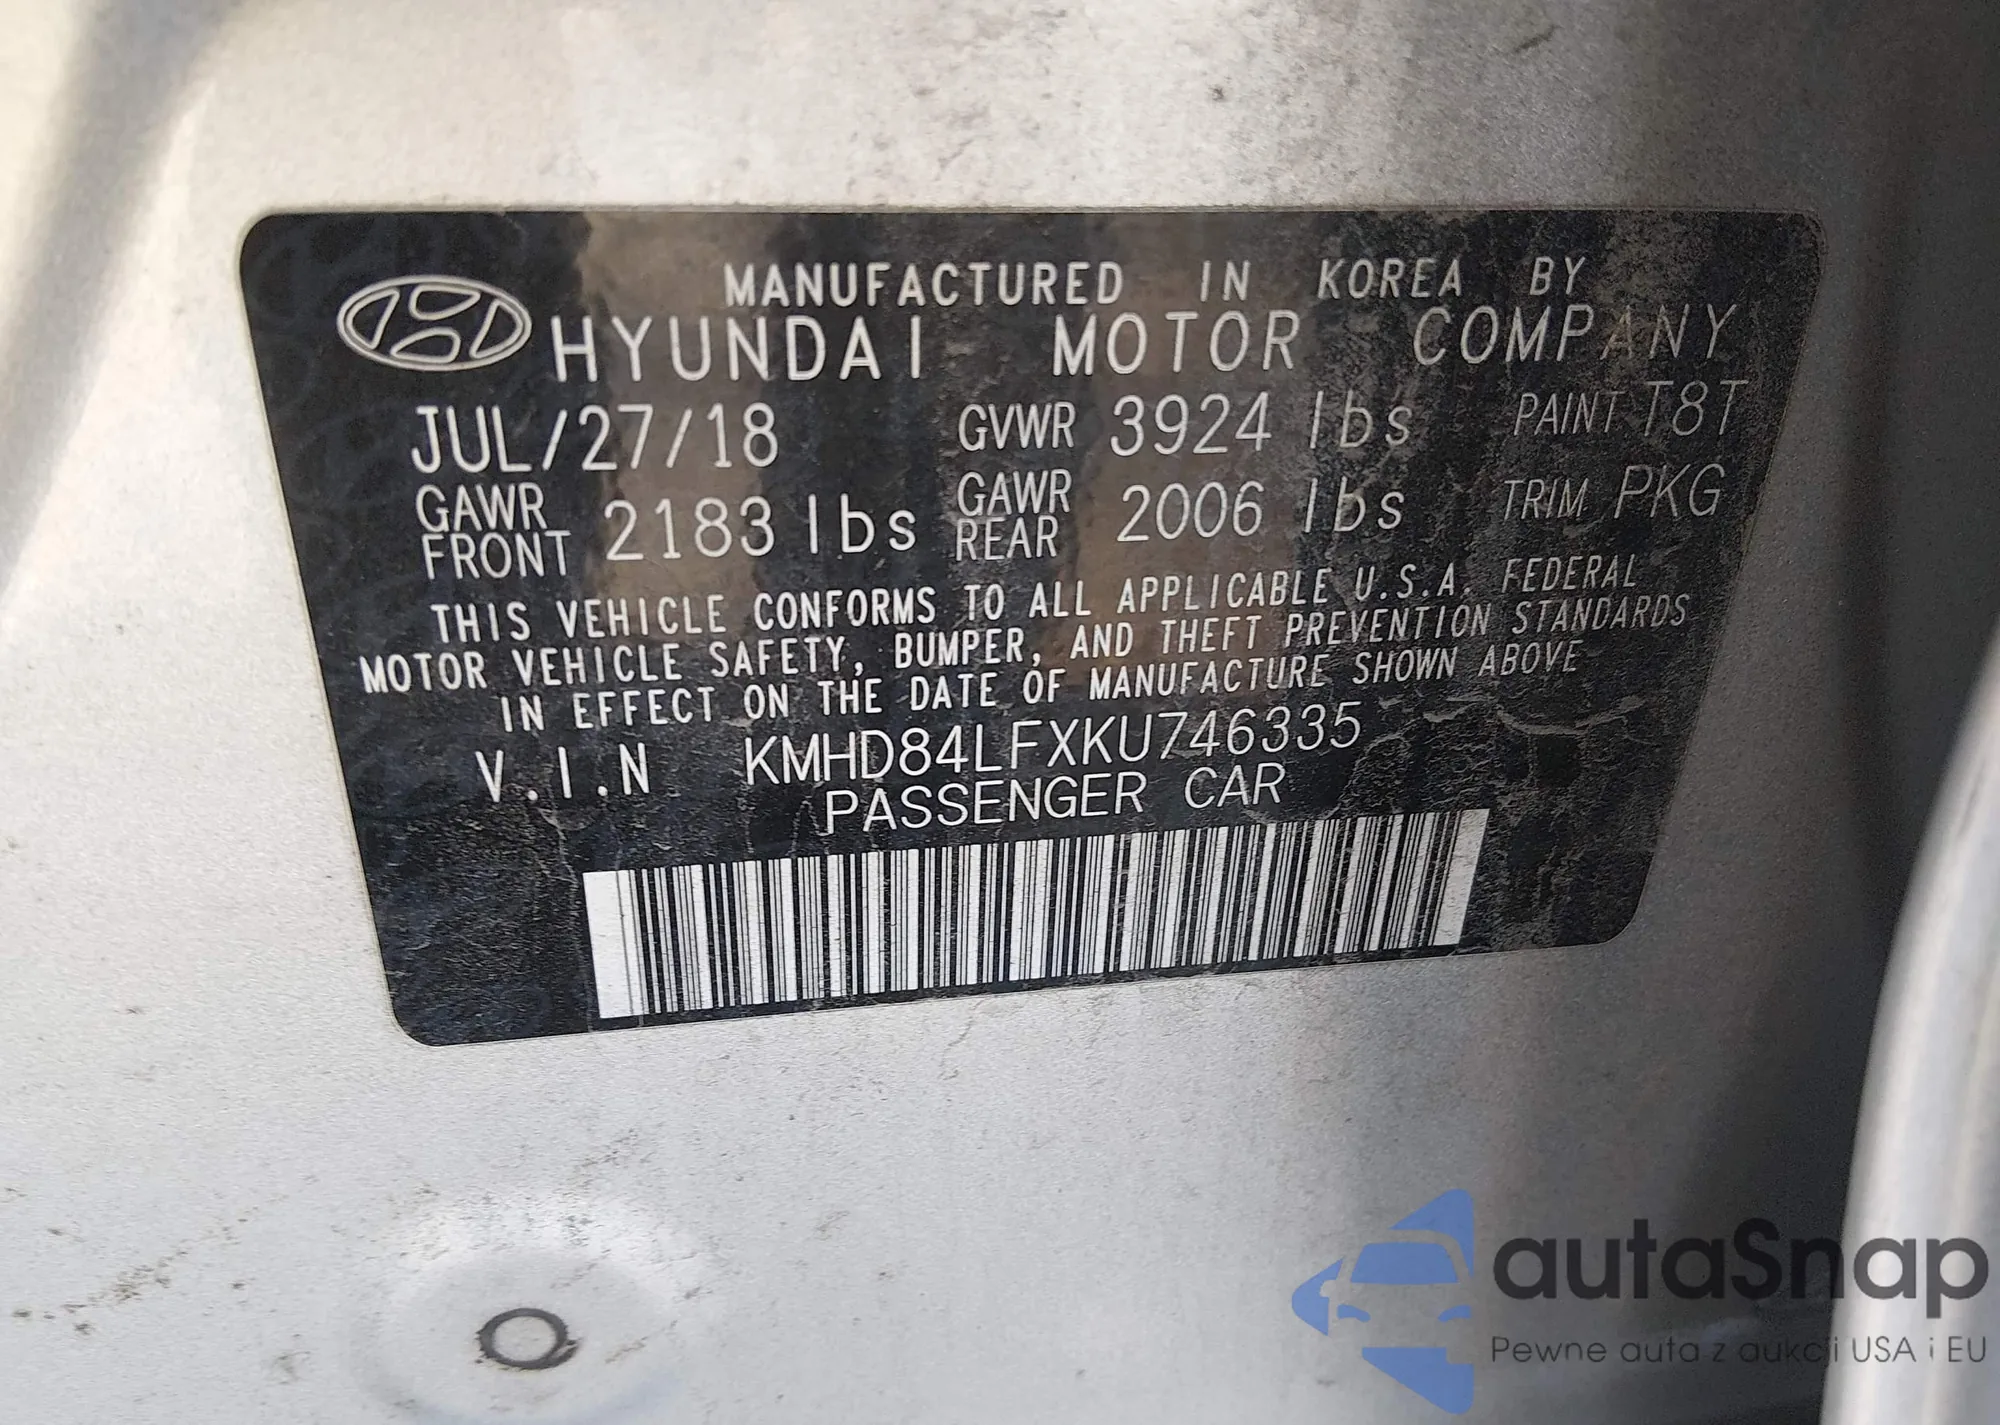 MANUFACTURED IN KOREA BY
HYUNDAI MOTOR COMPANY
JUL/27/18 GVWR 3924 lbs PAINT T8T
GAWR FRONT 2183 lbs GAWR REAR 2006 lbs TRIM PKG
THIS VEHICLE CONFORMS TO ALL APPLICABLE U.S.A. FEDERAL
MOTOR VEHICLE SAFETY, BUMPER, AND THEFT PREVENTION STANDARDS
IN EFFECT ON THE DATE OF MANUFACTURE SHOWN ABOVE
V.I.N KMHD84LFXKU746335
PASSENGER CAR
autaSnap
Pewne auta z aukcji USA i EU